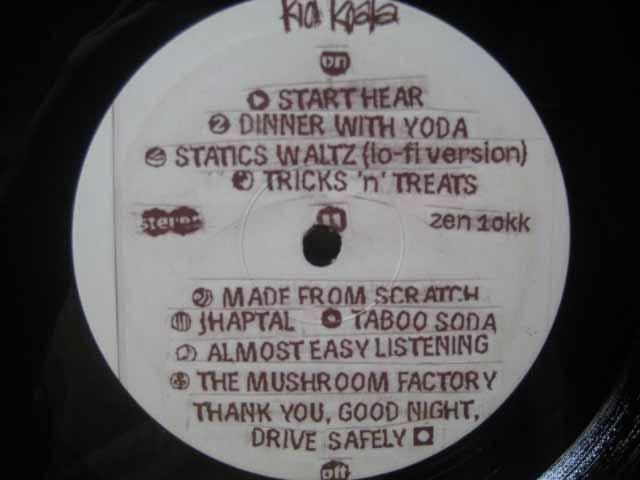 kid koala
on
START HEAR
2 DINNER WITH YODA
STATICS WALTZ (lo-fi version)
TRICKS 'n' TREATS
stereo
zen 10kk
MADE FROM SCRATCH
JHAPTAL TABOO SODA
ALMOST EASY LISTENING
THE MUSHROOM FACTORY
THANK YOU, GOOD NIGHT,
DRIVE SAFELY
off